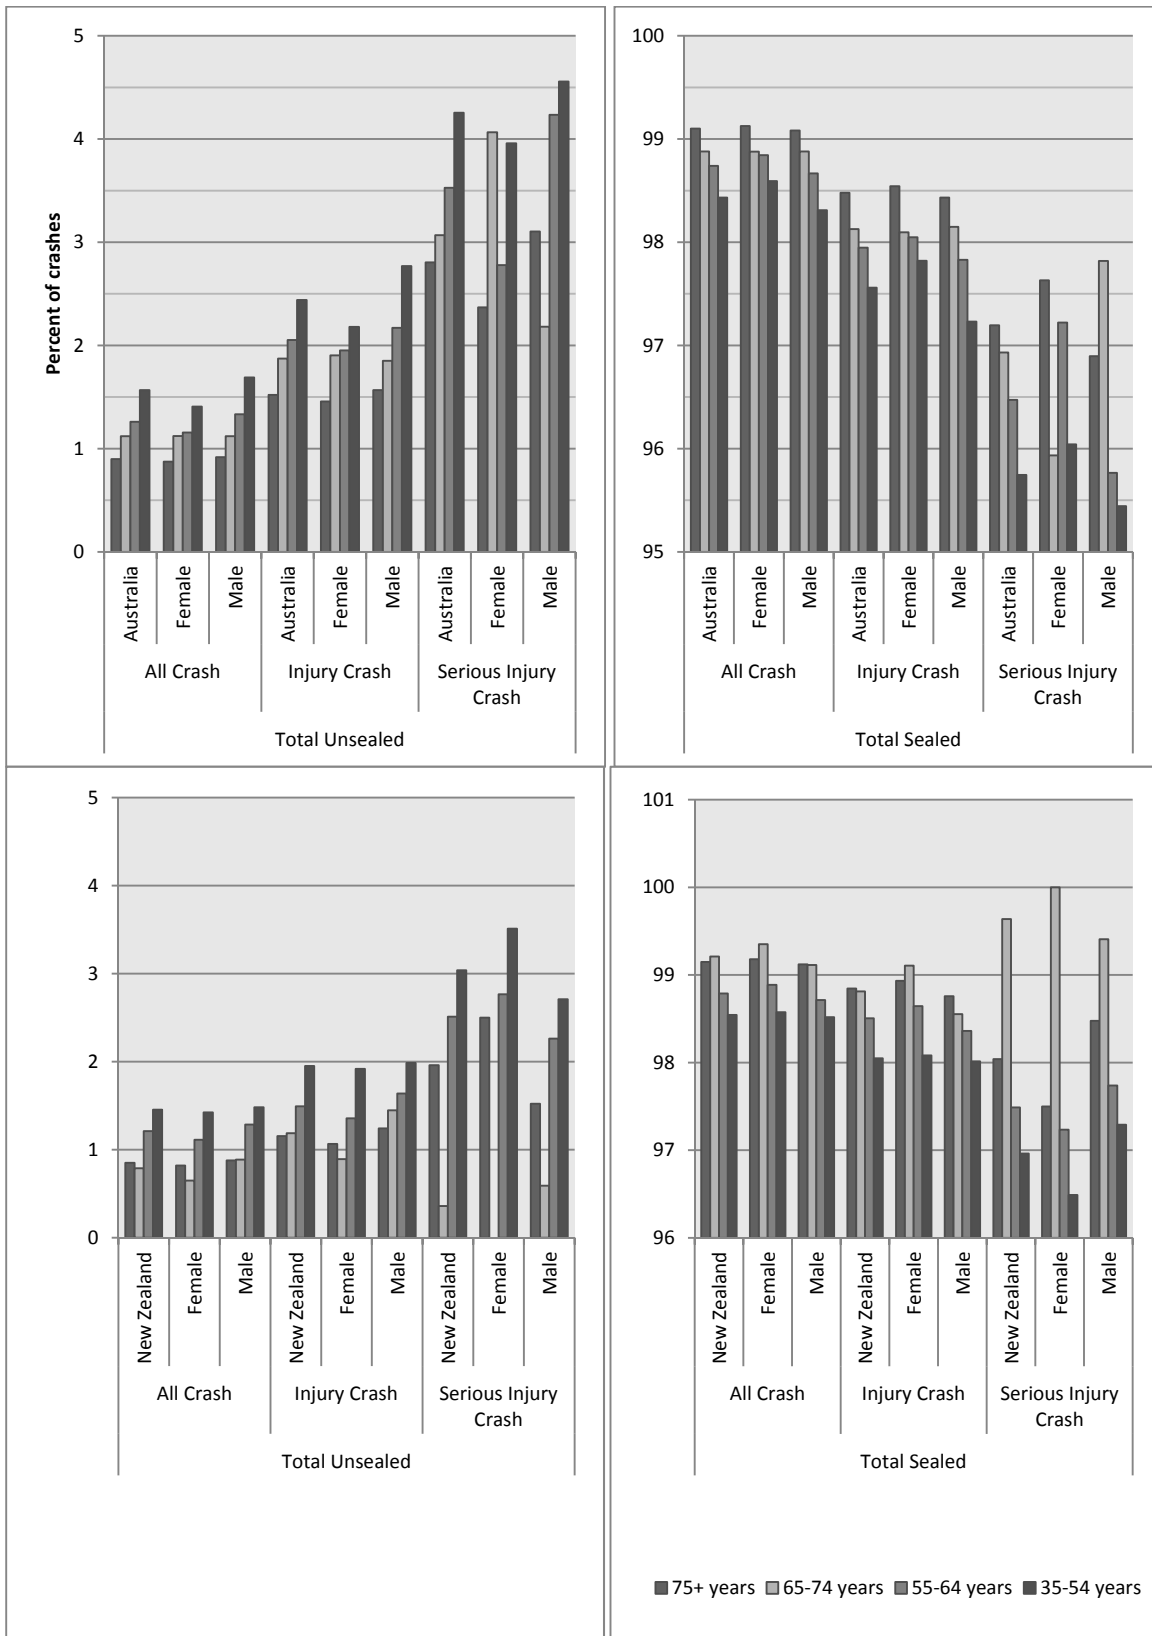 5
4
3
2
1
0
Percent of crashes
Australia
Female
Male
Australia
Female
Male
Australia
Female
Male
All Crash
Injury Crash
Serious Injury
Crash
Total Unsealed
100
99
98
97
96
95
Australia
Female
Male
Australia
Female
Male
Australia
Female
Male
All Crash
Injury Crash
Serious Injury
Crash
Total Sealed
5
4
3
2
1
0
New Zealand
Female
Male
New Zealand
Female
Male
New Zealand
Female
Male
All Crash
Injury Crash
Serious Injury
Crash
Total Unsealed
101
100
99
98
97
96
New Zealand
Female
Male
New Zealand
Female
Male
New Zealand
Female
Male
All Crash
Injury Crash
Serious Injury
Crash
Total Sealed
75+ years 65-74 years 55-64 years 35-54 years